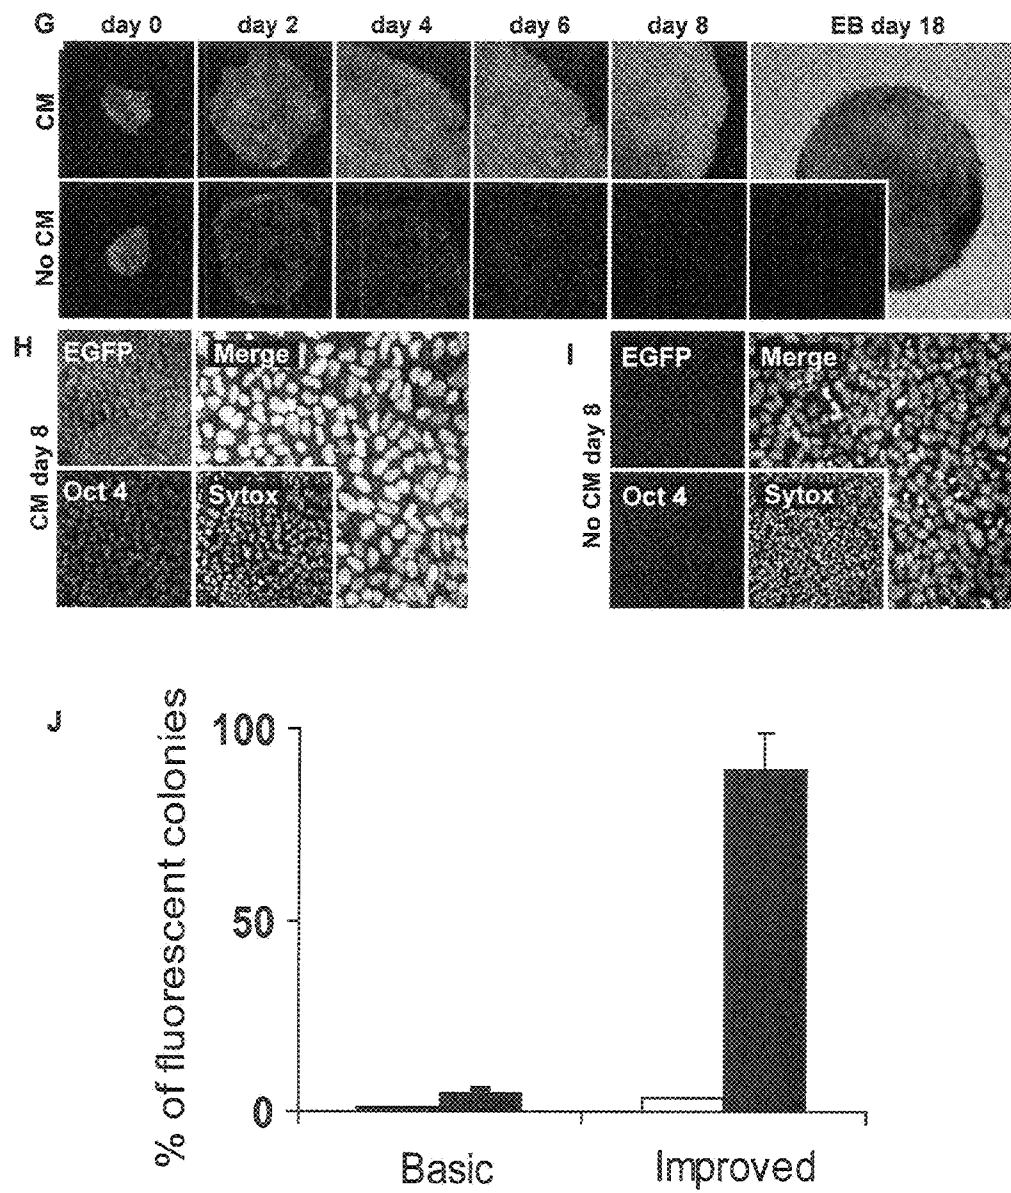 G day 0 day 2 day 4 day 6 day 8 EB day 18
CM
No CM
H
CM day 8
EGFP Merge
Oct 4 Sytox
I
No CM day 8
EGFP Merge
Oct 4 Sytox
J
% of fluorescent colonies
100
50
0
Basic Improved